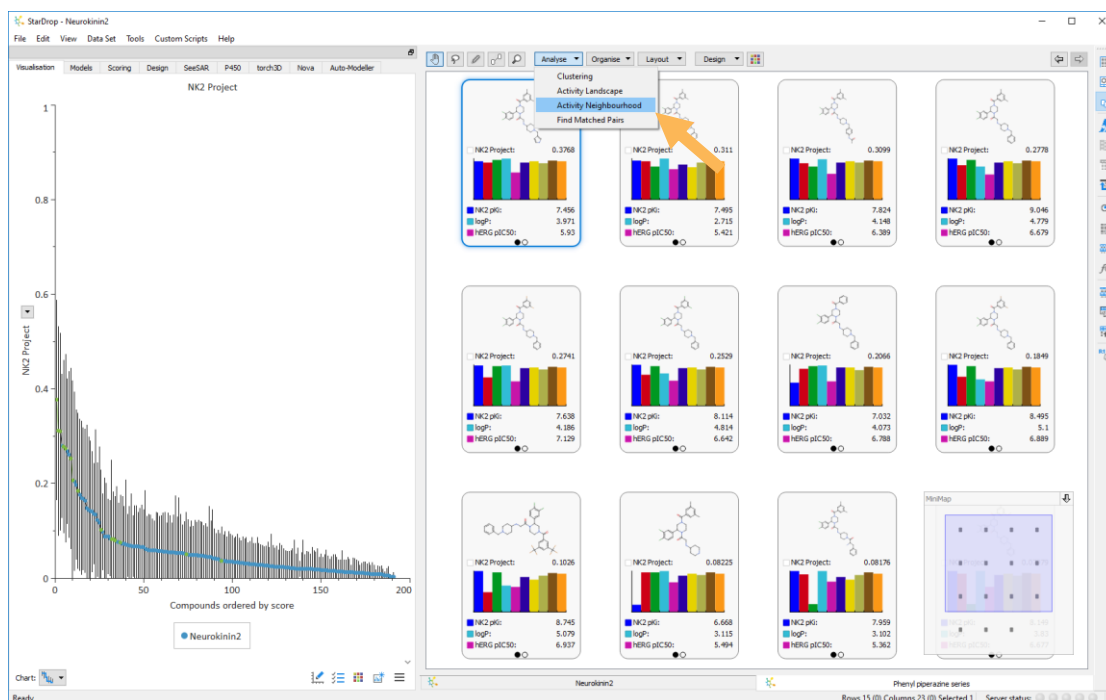 StarDrop - Neurokinin2
File Edit View Data Set Tools Custom Scripts Help
Visualisation Models Scoring Design SeeSAR P450 torch3D Nova Auto-Modeller
NK2 Project
1
0.8
0.6
0.4
0.2
0
NK2 Project
0 50 100 150 200
Compounds ordered by score
Neurokinin2
Chart:
Ready
Analyse Organise Layout Design
Clustering
Activity Landscape
Activity Neighbourhood
Find Matched Pairs
NK2 Project: 0.3768
NK2 pKi: 7.456
logP: 3.971
hERG pIC50: 5.93
NK2 Project: 0.311
NK2 pKi: 7.495
logP: 2.715
hERG pIC50: 5.421
NK2 Project: 0.3099
NK2 pKi: 7.824
logP: 4.148
hERG pIC50: 6.389
NK2 Project: 0.2778
NK2 pKi: 9.046
logP: 4.779
hERG pIC50: 6.679
NK2 Project: 0.2741
NK2 pKi: 7.638
logP: 4.186
hERG pIC50: 7.129
NK2 Project: 0.2529
NK2 pKi: 8.114
logP: 4.814
hERG pIC50: 6.642
NK2 Project: 0.2066
NK2 pKi: 7.032
logP: 4.073
hERG pIC50: 6.788
NK2 Project: 0.1849
NK2 pKi: 8.495
logP: 5.1
hERG pIC50: 6.889
NK2 Project: 0.1026
NK2 pKi: 8.745
logP: 5.079
hERG pIC50: 6.937
NK2 Project: 0.08225
NK2 pKi: 6.668
logP: 3.115
hERG pIC50: 5.494
NK2 Project: 0.08176
NK2 pKi: 7.959
logP: 3.102
hERG pIC50: 5.362
MiniMap
Neurokinin2
Phenyl piperazine series
Rows 15 (0) Columns 23 (0) Selected 1 Server status: